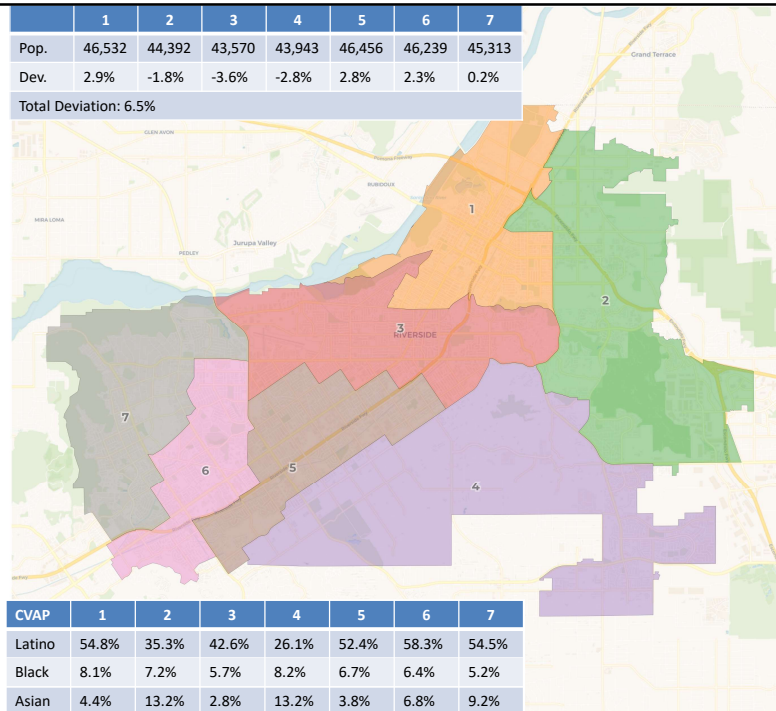 1 2 3 4 5 6 7
Pop. 46,532 44,392 43,570 43,943 46,456 46,239 45,313
Dev. 2.9% -1.8% -3.6% -2.8% 2.8% 2.3% 0.2%
Total Deviation: 6.5%
Grand Terrace
GLEN AVON
RUBIDOUX
1
MIRA LOMA
Jurupa Valley
PEDLEY
2
3
RIVERSIDE
7
6
5
4
CVAP 1 2 3 4 5 6 7
Latino 54.8% 35.3% 42.6% 26.1% 52.4% 58.3% 54.5%
Black 8.1% 7.2% 5.7% 8.2% 6.7% 6.4% 5.2%
Asian 4.4% 13.2% 2.8% 13.2% 3.8% 6.8% 9.2%